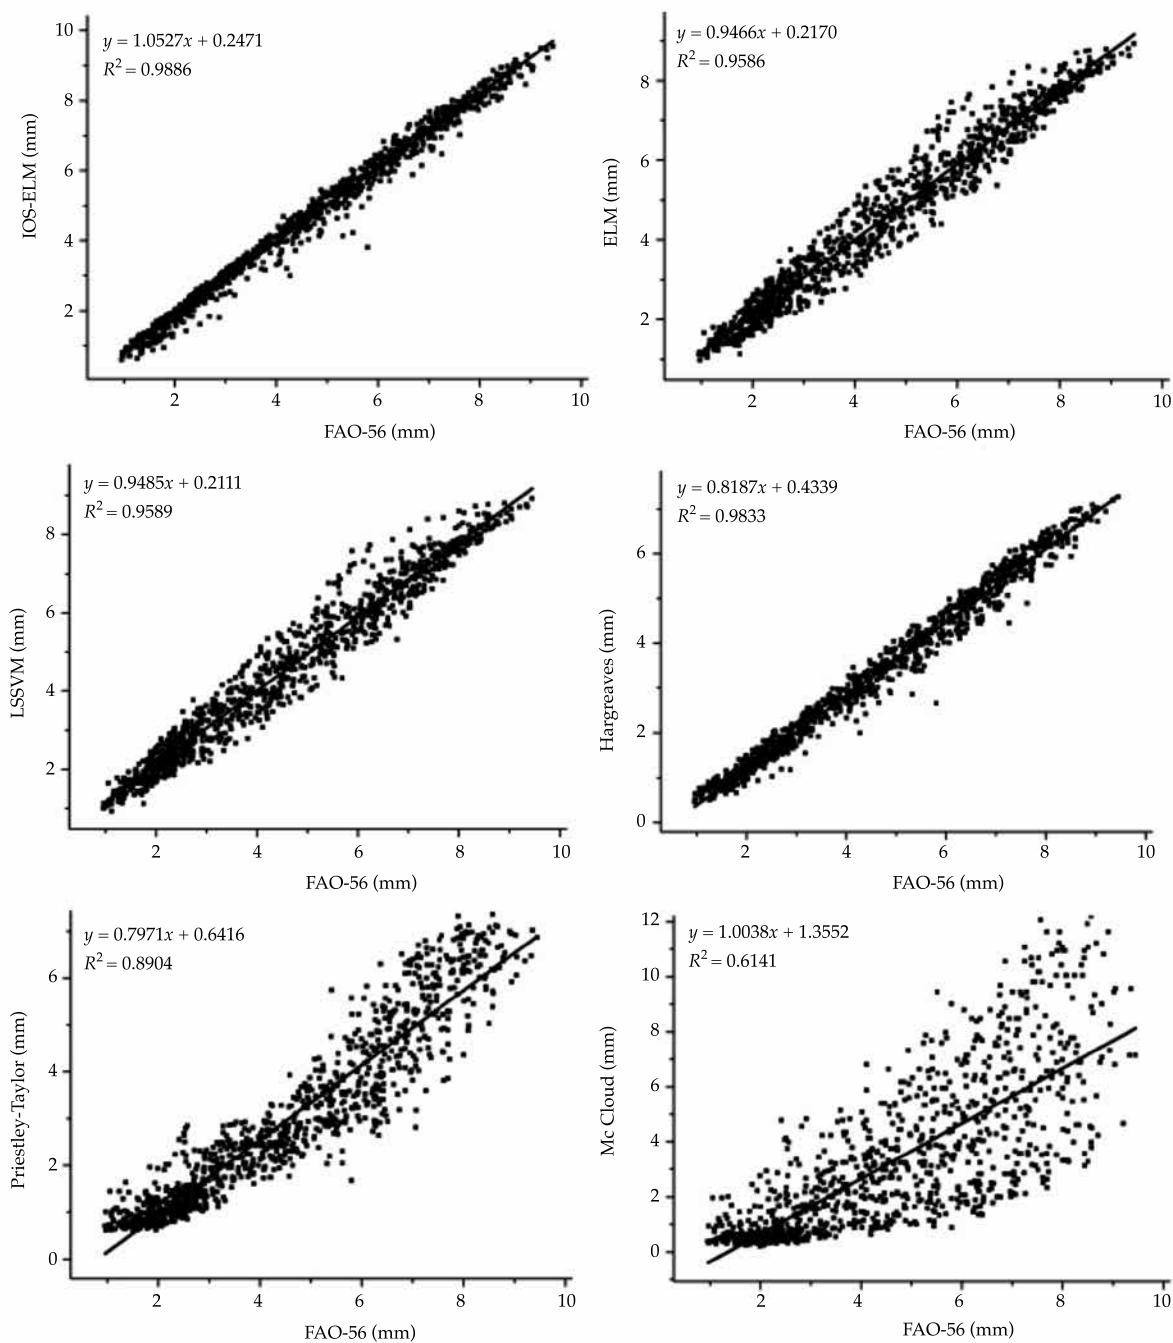 y = 1.0527x + 0.2471
R² = 0.9886
10
8
6
4
2
IOS-ELM (mm)
2 4 6 8 10
FAO-56 (mm)
y = 0.9466x + 0.2170
R² = 0.9586
8
6
4
2
ELM (mm)
2 4 6 8 10
FAO-56 (mm)
y = 0.9485x + 0.2111
R² = 0.9589
8
6
4
2
LSSVM (mm)
2 4 6 8 10
FAO-56 (mm)
y = 0.8187x + 0.4339
R² = 0.9833
6
4
2
0
Hargreaves (mm)
2 4 6 8 10
FAO-56 (mm)
y = 0.7971x + 0.6416
R² = 0.8904
6
4
2
0
Priestley-Taylor (mm)
2 4 6 8 10
FAO-56 (mm)
y = 1.0038x + 1.3552
R² = 0.6141
12
10
8
6
4
2
0
Mc Cloud (mm)
2 4 6 8 10
FAO-56 (mm)